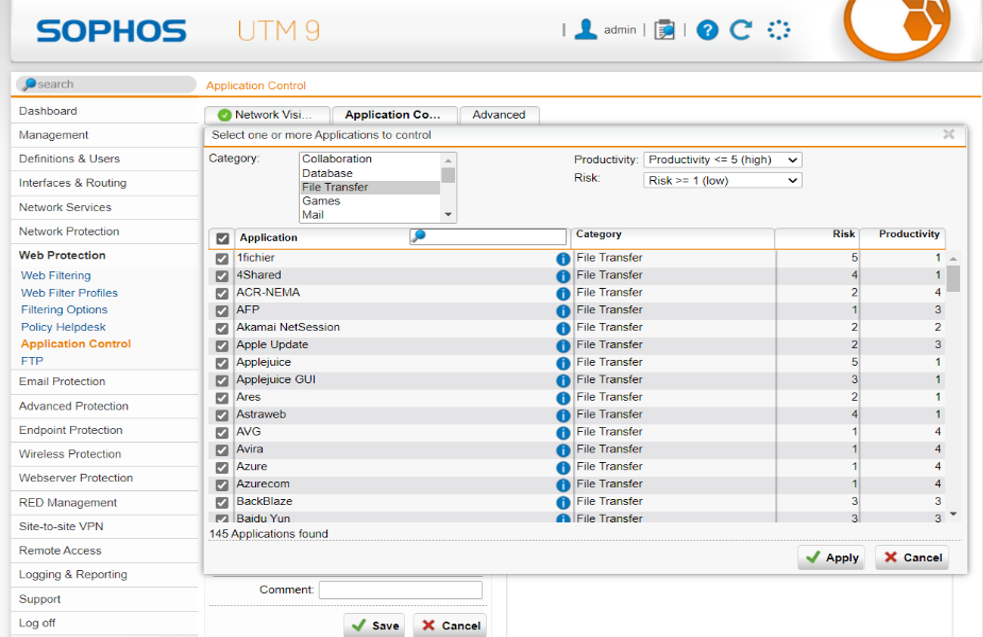 SOPHOS UTM 9
admin
search
Application Control
Dashboard
Management
Definitions & Users
Interfaces & Routing
Network Services
Network Protection
Web Protection
Web Filtering
Web Filter Profiles
Filtering Options
Policy Helpdesk
Application Control
FTP
Email Protection
Advanced Protection
Endpoint Protection
Wireless Protection
Webserver Protection
RED Management
Site-to-site VPN
Remote Access
Logging & Reporting
Support
Log off
Network Visi... Application Co... Advanced
Select one or more Applications to control
Category:
Collaboration
Database
File Transfer
Games
Mail
Productivity: Productivity <= 5 (high)
Risk: Risk >= 1 (low)
Application Category Risk Productivity
1fichier File Transfer 5 1
4Shared File Transfer 4 1
ACR-NEMA File Transfer 2 4
AFP File Transfer 1 3
Akamai NetSession File Transfer 2 2
Apple Update File Transfer 2 3
Applejuice File Transfer 5 1
Applejuice GUI File Transfer 3 1
Ares File Transfer 2 1
Astraweb File Transfer 4 1
AVG File Transfer 1 4
Avira File Transfer 1 4
Azure File Transfer 1 4
Azurecom File Transfer 1 4
BackBlaze File Transfer 3 3
Baidu Yun File Transfer 3 3
145 Applications found
Apply Cancel
Comment:
Save Cancel